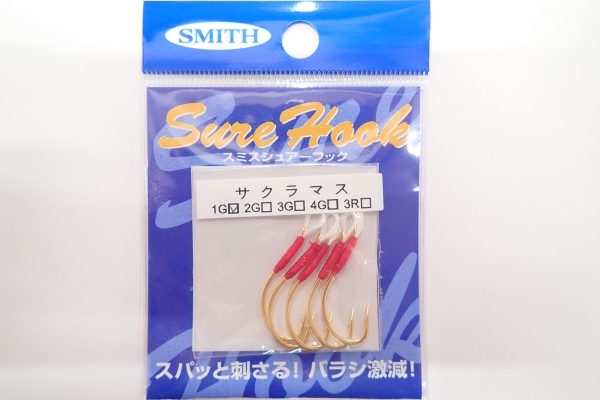 SMITH
Sure Hook
スミスシュアーフック
サクラマス
1G☑ 2G□ 3G□ 4G□ 3R□
スパッと刺さる! バラシ激減!